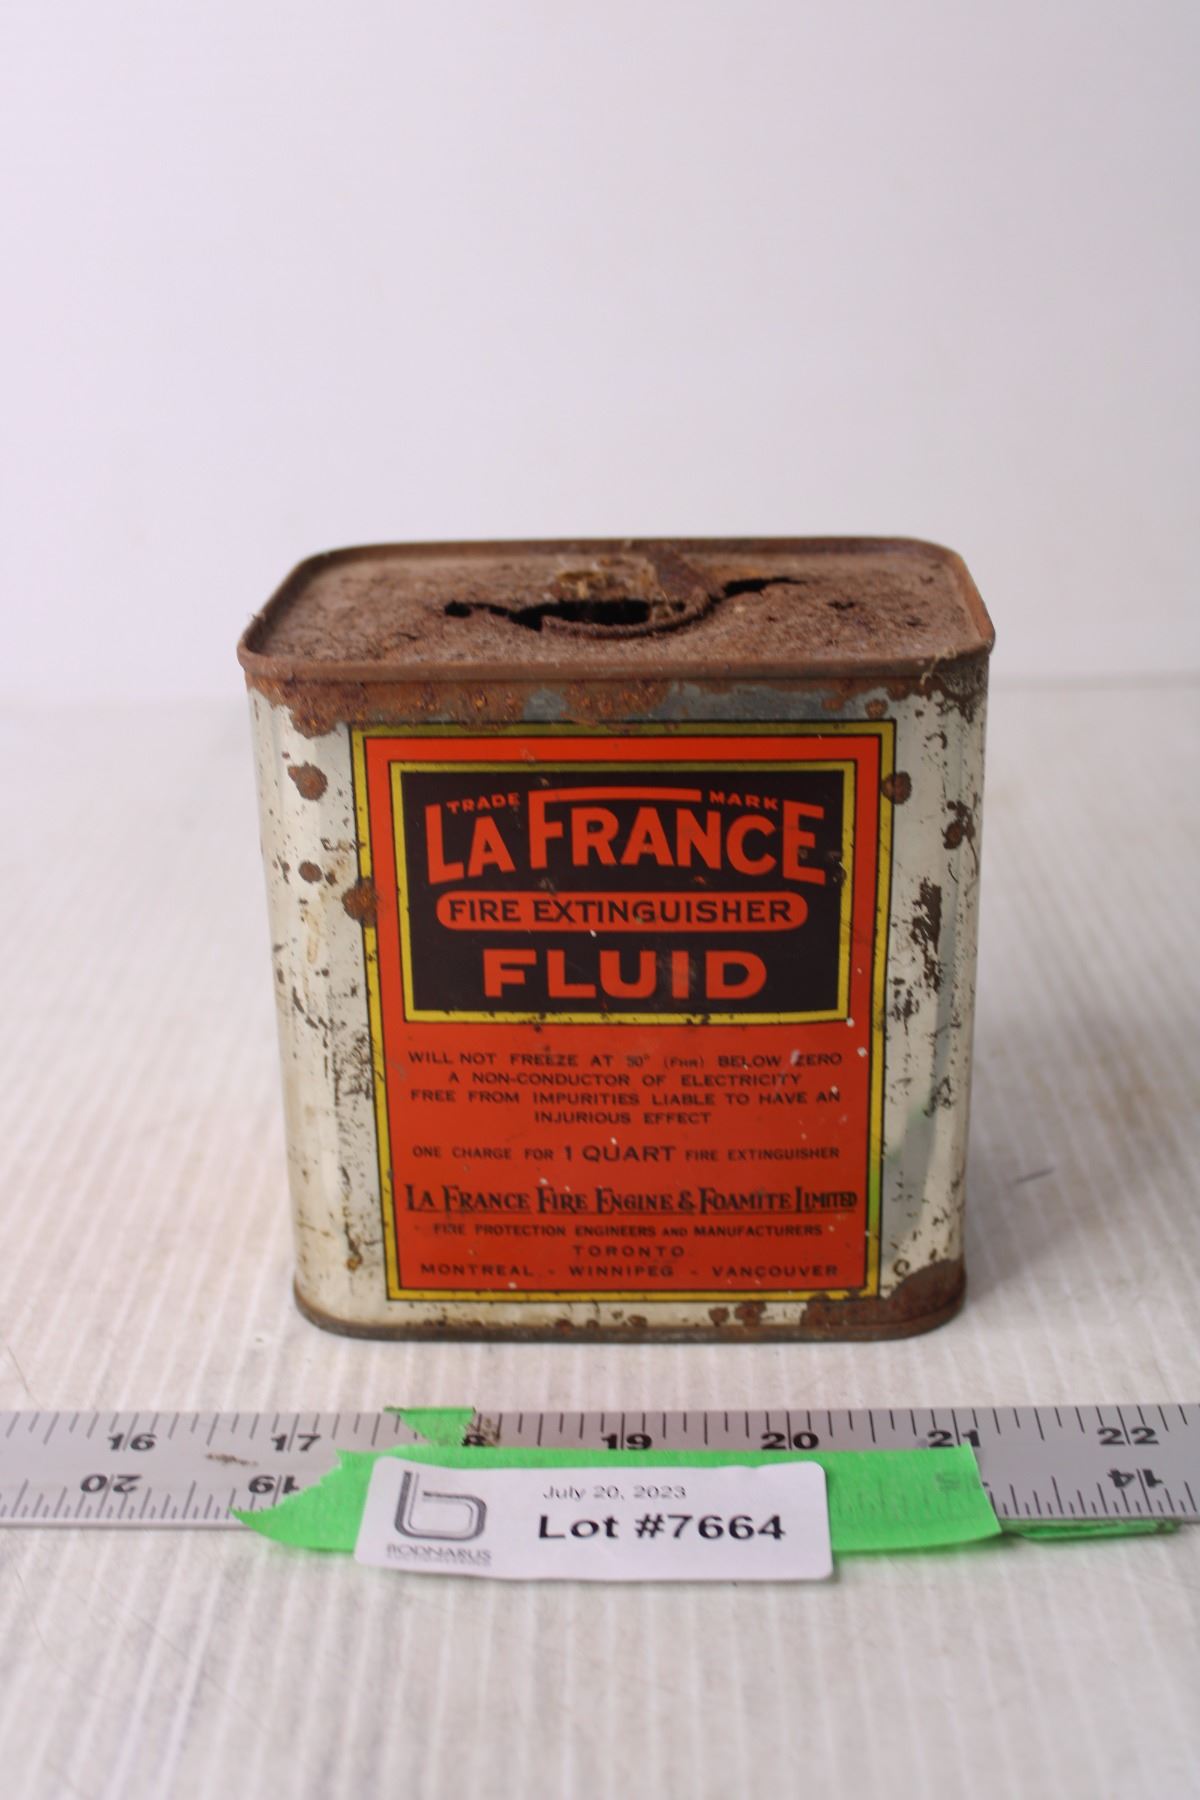 TRADE MARK
LA FRANCE
FIRE EXTINGUISHER
FLUID
WILL NOT FREEZE AT 50° (FHR) BELOW ZERO
A NON-CONDUCTOR OF ELECTRICITY
FREE FROM IMPURITIES LIABLE TO HAVE AN
INJURIOUS EFFECT
ONE CHARGE FOR 1 QUART FIRE EXTINGUISHER
LA FRANCE FIRE ENGINE & FOAMITE LIMITED
FIRE PROTECTION ENGINEERS AND MANUFACTURERS
TORONTO
MONTREAL - WINNIPEG - VANCOUVER
16 17 19 20 21 22
20 19 14
July 20, 2023
Lot #7664
BODNARUS